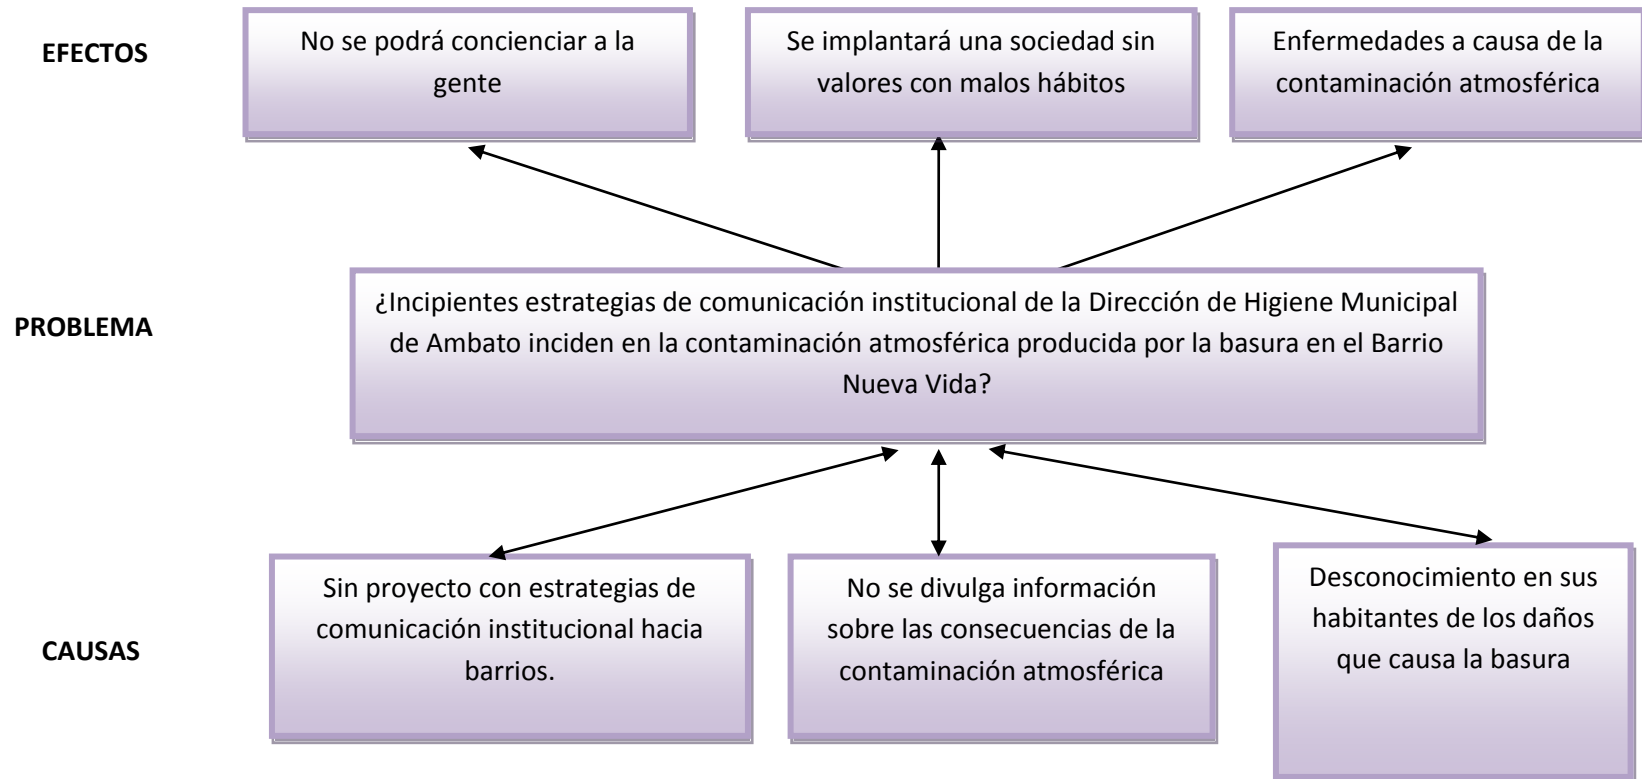 EFECTOS
No se podrá concienciar a la
gente
Se implantará una sociedad sin
valores con malos hábitos
Enfermedades a causa de la
contaminación atmosférica
PROBLEMA
¿Incipientes estrategias de comunicación institucional de la Dirección de Higiene Municipal
de Ambato inciden en la contaminación atmosférica producida por la basura en el Barrio
Nueva Vida?
CAUSAS
Sin proyecto con estrategias de
comunicación institucional hacia
barrios.
No se divulga información
sobre las consecuencias de la
contaminación atmosférica
Desconocimiento en sus
habitantes de los daños
que causa la basura